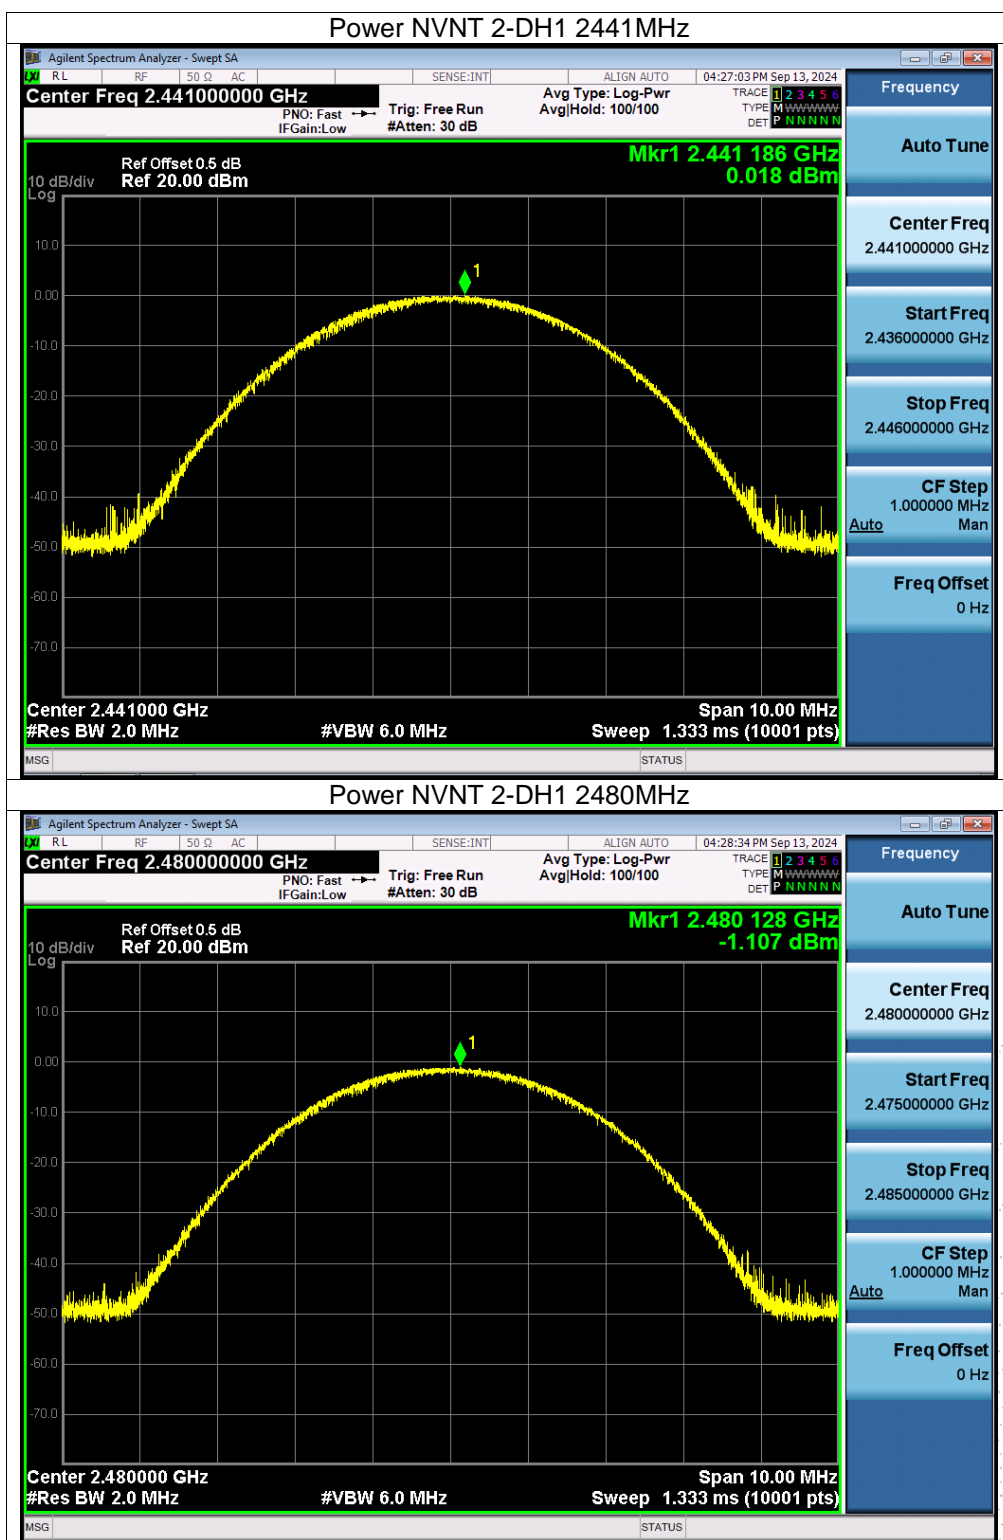 Power NVNT 2-DH1 2441MHz
Agilent Spectrum Analyzer - Swept SA
LXI RL RF 50 Ω AC SENSE:INT ALIGN AUTO 04:27:03 PM Sep 13, 2024
Center Freq 2.441000000 GHz
PNO: Fast
IFGain:Low
Trig: Free Run
#Atten: 30 dB
Avg Type: Log-Pwr
Avg|Hold: 100/100
TRACE 1 2 3 4 5 6
TYPE M WWWWW
DET P N N N N N
Frequency
Auto Tune
Center Freq
2.441000000 GHz
Start Freq
2.436000000 GHz
Stop Freq
2.446000000 GHz
CF Step
1.000000 MHz
Auto Man
Freq Offset
0 Hz
Mkr1 2.441 186 GHz
0.018 dBm
Ref Offset 0.5 dB
10 dB/div Ref 20.00 dBm
Log
10.0
0.00
-10.0
-20.0
-30.0
-40.0
-50.0
-60.0
-70.0
1
Center 2.441000 GHz Span 10.00 MHz
#Res BW 2.0 MHz #VBW 6.0 MHz Sweep 1.333 ms (10001 pts)
MSG STATUS
Power NVNT 2-DH1 2480MHz
Agilent Spectrum Analyzer - Swept SA
LXI RL RF 50 Ω AC SENSE:INT ALIGN AUTO 04:28:34 PM Sep 13, 2024
Center Freq 2.480000000 GHz
PNO: Fast
IFGain:Low
Trig: Free Run
#Atten: 30 dB
Avg Type: Log-Pwr
Avg|Hold: 100/100
TRACE 1 2 3 4 5 6
TYPE M WWWWW
DET P N N N N N
Frequency
Auto Tune
Center Freq
2.480000000 GHz
Start Freq
2.475000000 GHz
Stop Freq
2.485000000 GHz
CF Step
1.000000 MHz
Auto Man
Freq Offset
0 Hz
Mkr1 2.480 128 GHz
-1.107 dBm
Ref Offset 0.5 dB
10 dB/div Ref 20.00 dBm
Log
10.0
0.00
-10.0
-20.0
-30.0
-40.0
-50.0
-60.0
-70.0
1
Center 2.480000 GHz Span 10.00 MHz
#Res BW 2.0 MHz #VBW 6.0 MHz Sweep 1.333 ms (10001 pts)
MSG STATUS